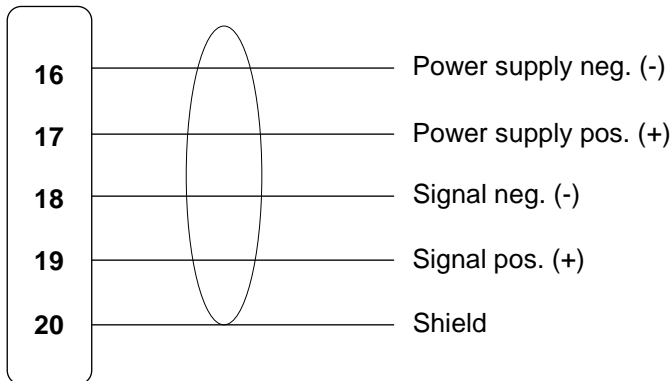 16 Power supply neg. (-)
17 Power supply pos. (+)
18 Signal neg. (-)
19 Signal pos. (+)
20 Shield